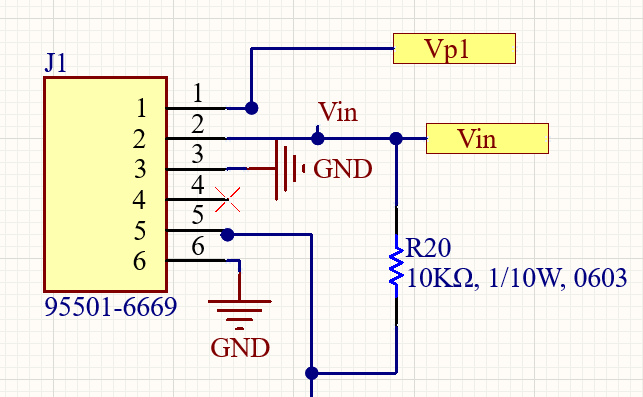 J1
Vp1
1 1
2 2
Vin
Vin
3 3
GND
4 4
5 5
6 6
R20
10KΩ, 1/10W, 0603
95501-6669
GND